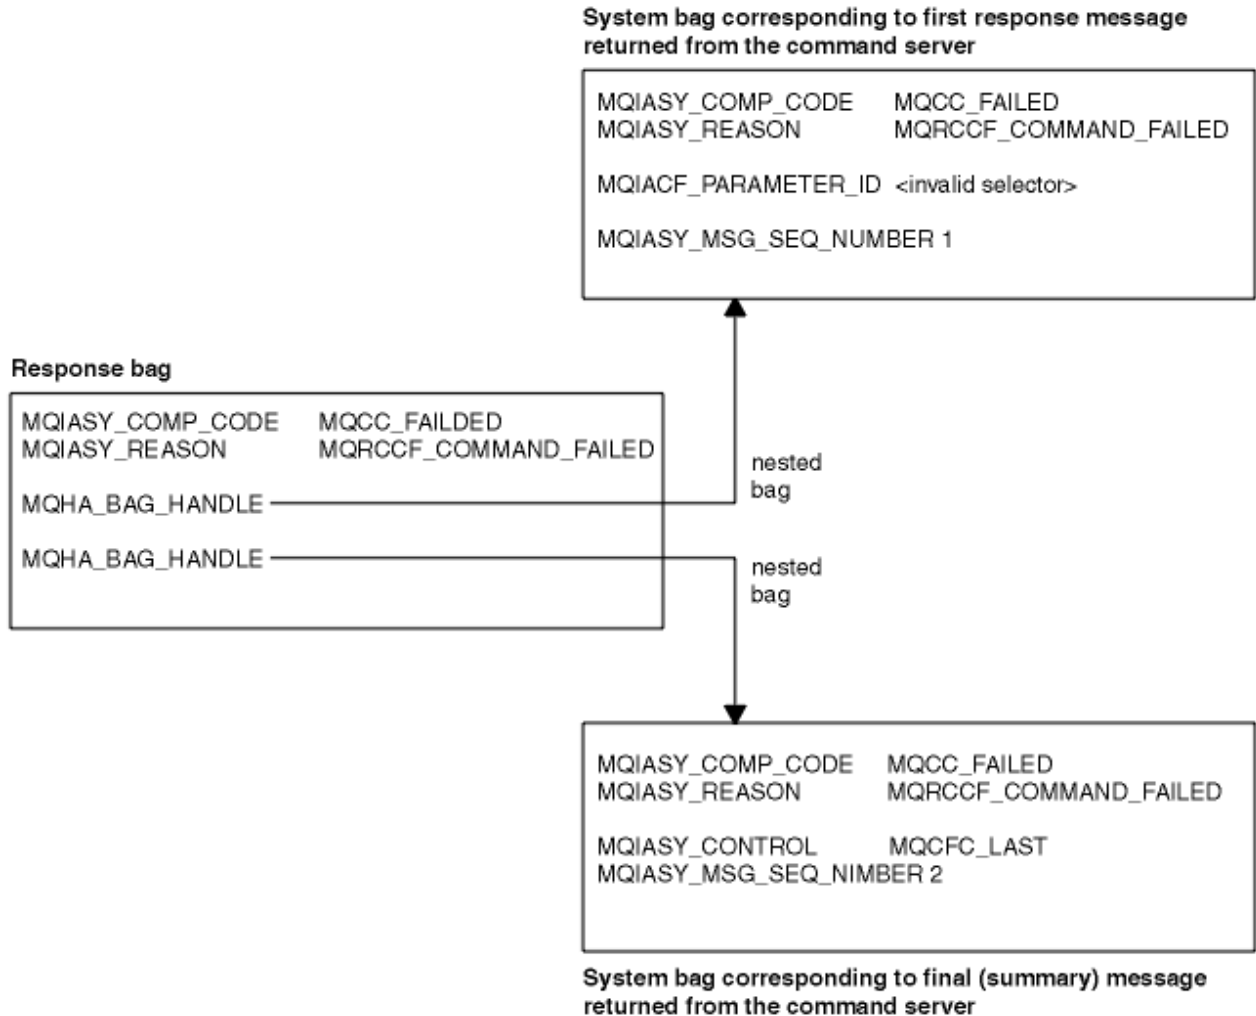 System bag corresponding to first response message
returned from the command server
MQIASY_COMP_CODE MQCC_FAILED
MQIASY_REASON MQRCCF_COMMAND_FAILED
MQIACF_PARAMETER_ID <invalid selector>
MQIASY_MSG_SEQ_NUMBER 1
Response bag
MQIASY_COMP_CODE MQCC_FAILDED
MQIASY_REASON MQRCCF_COMMAND_FAILED
MQHA_BAG_HANDLE
MQHA_BAG_HANDLE
nested
bag
nested
bag
MQIASY_COMP_CODE MQCC_FAILED
MQIASY_REASON MQRCCF_COMMAND_FAILED
MQIASY_CONTROL MQCFC_LAST
MQIASY_MSG_SEQ_NIMBER 2
System bag corresponding to final (summary) message
returned from the command server